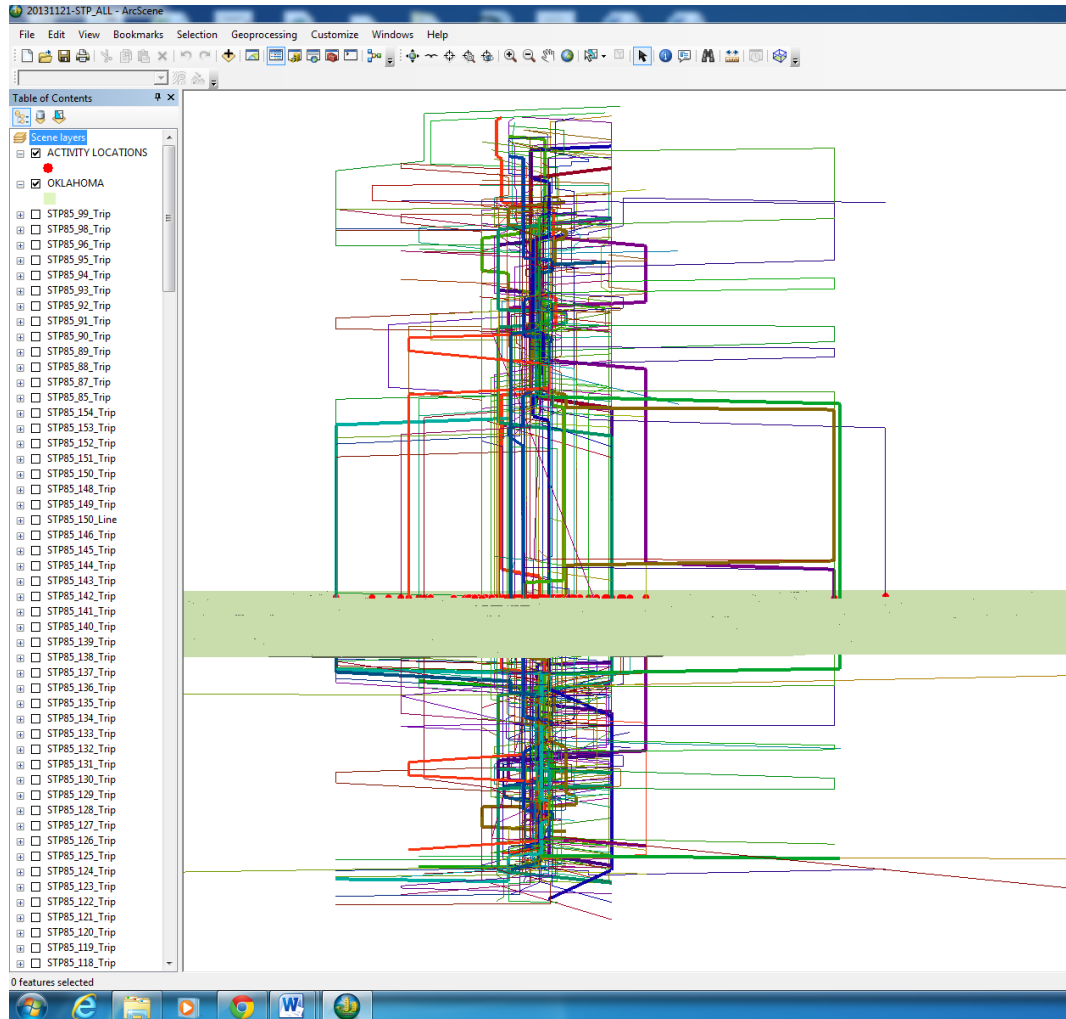 20131121-STP_ALL - ArcScene
File Edit View Bookmarks Selection Geoprocessing Customize Windows Help
Table of Contents
Scene layers
ACTIVITY LOCATIONS
OKLAHOMA
STP85_99_Trip
STP85_98_Trip
STP85_96_Trip
STP85_95_Trip
STP85_94_Trip
STP85_93_Trip
STP85_92_Trip
STP85_91_Trip
STP85_90_Trip
STP85_89_Trip
STP85_88_Trip
STP85_87_Trip
STP85_85_Trip
STP85_154_Trip
STP85_153_Trip
STP85_152_Trip
STP85_151_Trip
STP85_150_Trip
STP85_148_Trip
STP85_149_Trip
STP85_150_Line
STP85_146_Trip
STP85_145_Trip
STP85_144_Trip
STP85_143_Trip
STP85_142_Trip
STP85_141_Trip
STP85_140_Trip
STP85_139_Trip
STP85_138_Trip
STP85_137_Trip
STP85_136_Trip
STP85_135_Trip
STP85_134_Trip
STP85_133_Trip
STP85_132_Trip
STP85_131_Trip
STP85_130_Trip
STP85_129_Trip
STP85_128_Trip
STP85_127_Trip
STP85_126_Trip
STP85_125_Trip
STP85_124_Trip
STP85_123_Trip
STP85_122_Trip
STP85_121_Trip
STP85_120_Trip
STP85_119_Trip
STP85_118_Trip
0 features selected